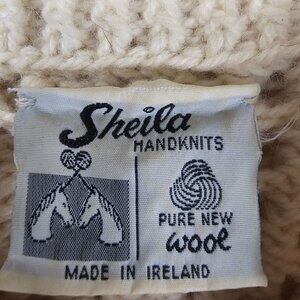 Sheila
HANDKNITS
PURE NEW
wool
MADE IN IRELAND